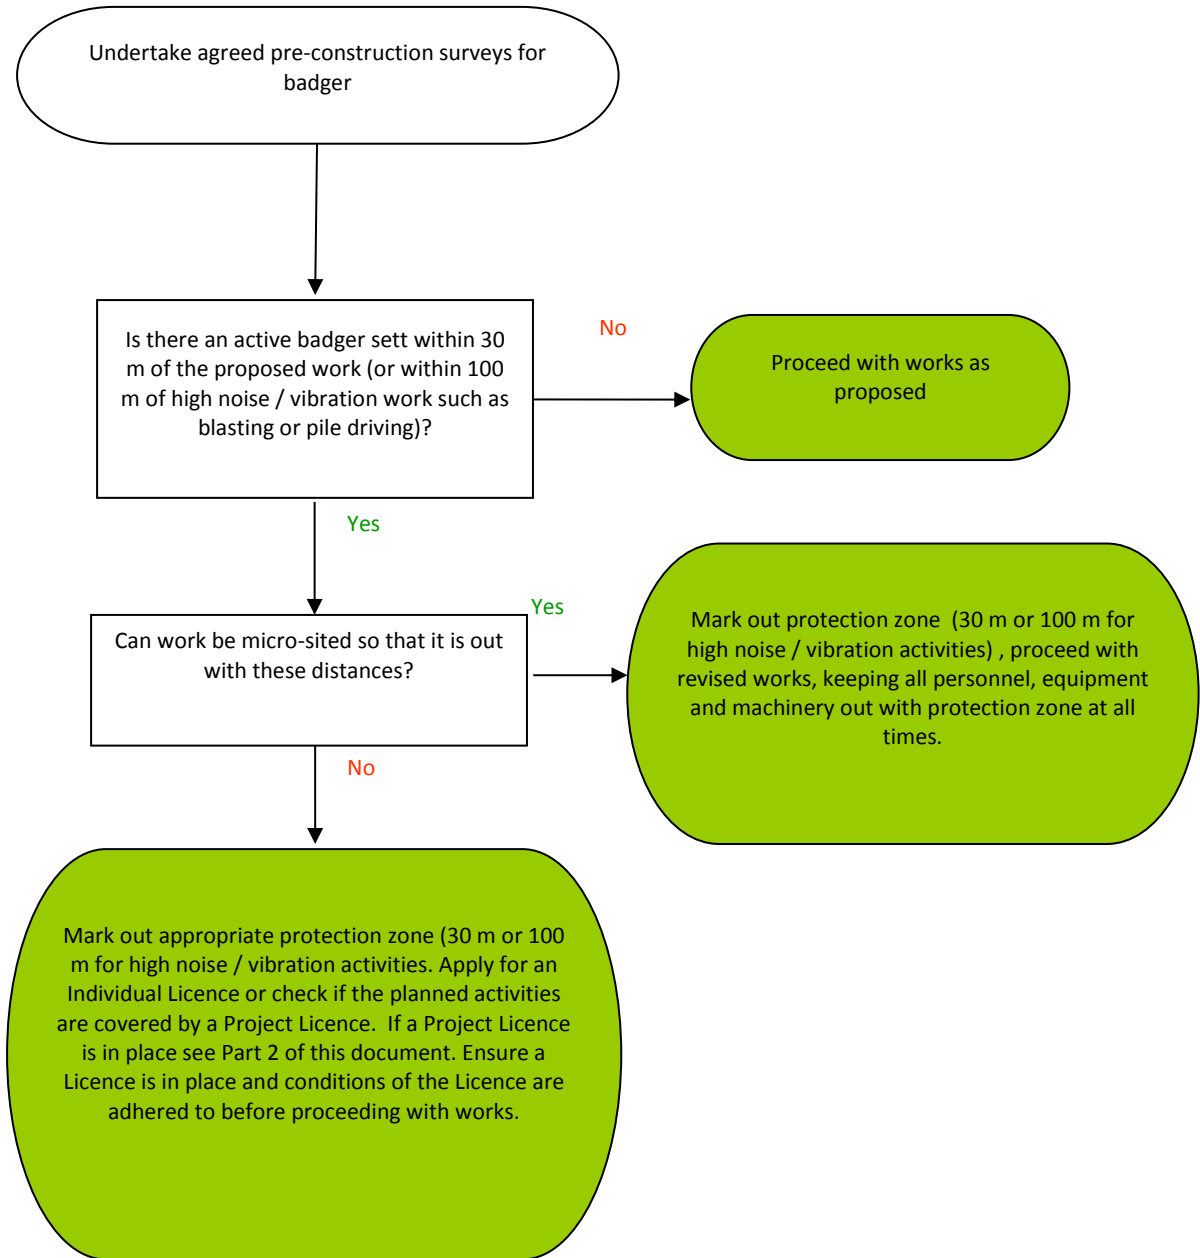 Undertake agreed pre-construction surveys for
badger
Is there an active badger sett within 30
m of the proposed work (or within 100
m of high noise / vibration work such as
blasting or pile driving)?
No
Proceed with works as
proposed
Yes
Can work be micro-sited so that it is out
with these distances?
Yes
Mark out protection zone  (30 m or 100 m for
high noise / vibration activities) , proceed with
revised works, keeping all personnel, equipment
and machinery out with protection zone at all
times.
No
Mark out appropriate protection zone (30 m or 100
m for high noise / vibration activities. Apply for an
Individual Licence or check if the planned activities
are covered by a Project Licence.  If a Project Licence
is in place see Part 2 of this document. Ensure a
Licence is in place and conditions of the Licence are
adhered to before proceeding with works.